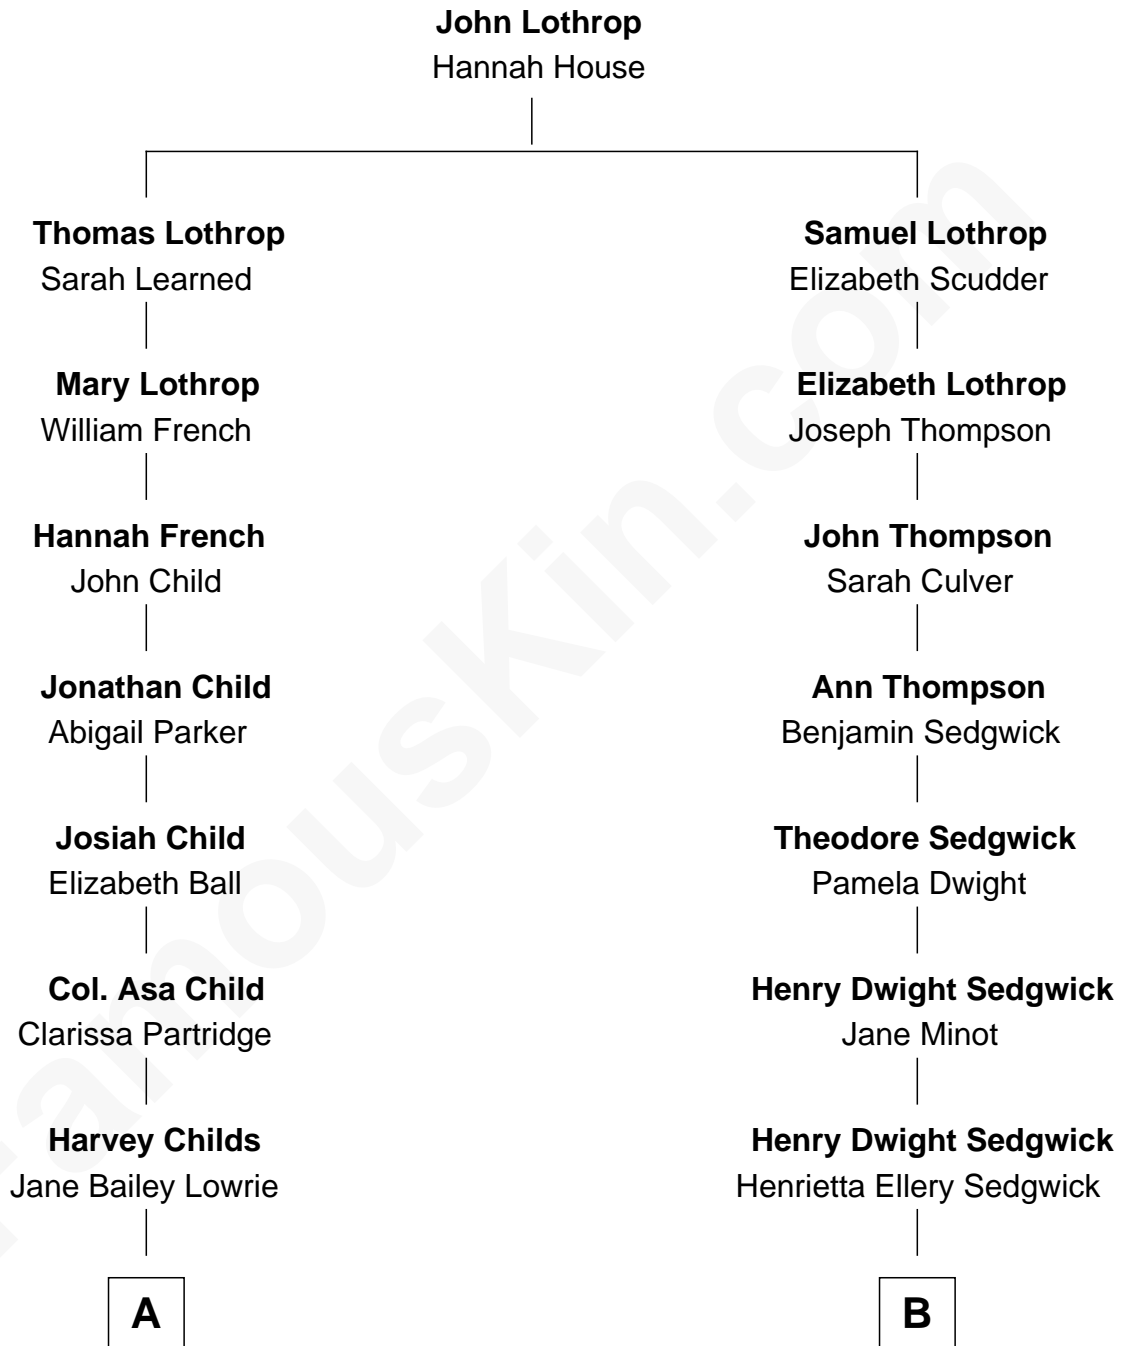 John Lothrop
Hannah House
Thomas Lothrop
Sarah Learned
Samuel Lothrop
Elizabeth Scudder
Mary Lothrop
William French
Elizabeth Lothrop
Joseph Thompson
Hannah French
John Child
John Thompson
Sarah Culver
Jonathan Child
Abigail Parker
Ann Thompson
Benjamin Sedgwick
Josiah Child
Elizabeth Ball
Theodore Sedgwick
Pamela Dwight
Col. Asa Child
Clarissa Partridge
Henry Dwight Sedgwick
Jane Minot
Harvey Childs
Jane Bailey Lowrie
Henry Dwight Sedgwick
Henrietta Ellery Sedgwick
A
B
FamousKin.com